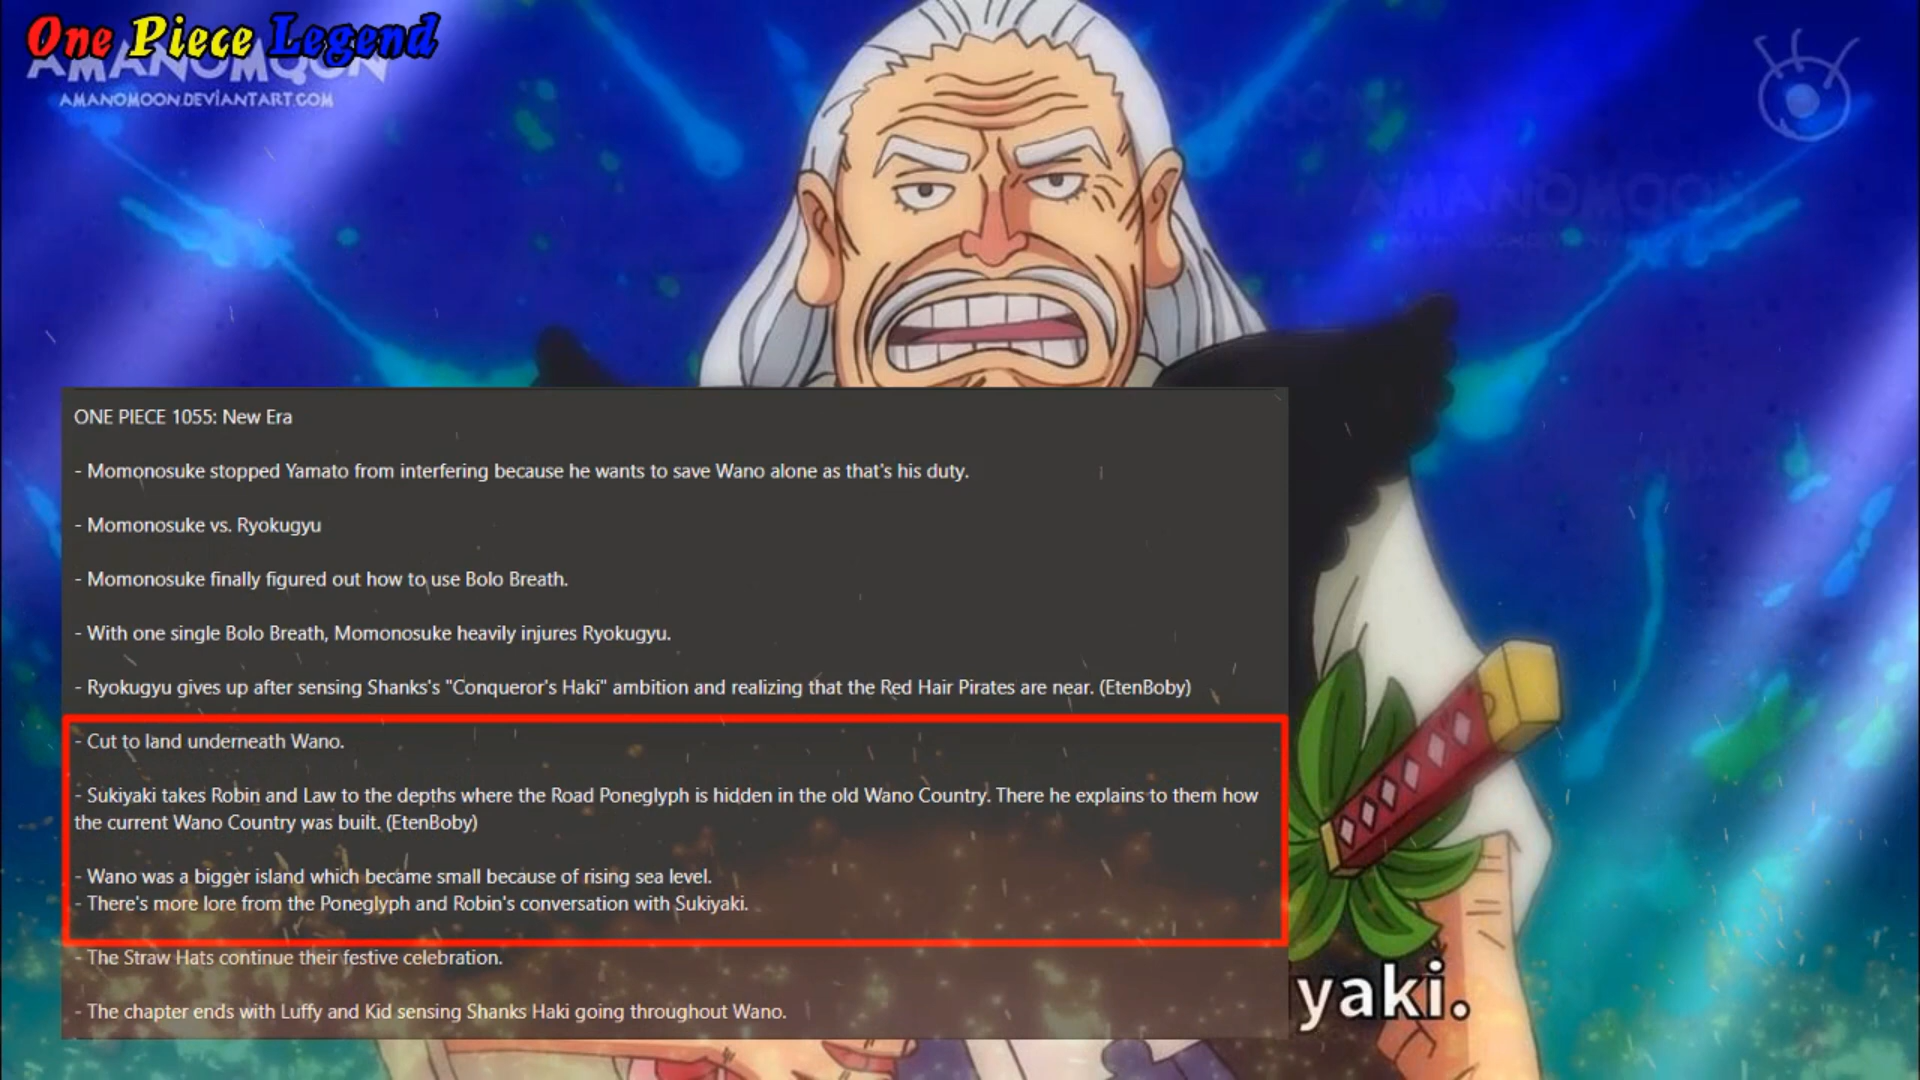 One Piece Legend
AMANOMOON
AMANOMOON.DEVIANTART.COM
ONE PIECE 1055: New Era
- Momonosuke stopped Yamato from interfering because he wants to save Wano alone as that's his duty.
- Momonosuke vs. Ryokugyu
- Momonosuke finally figured out how to use Bolo Breath.
- With one single Bolo Breath, Momonosuke heavily injures Ryokugyu.
- Ryokugyu gives up after sensing Shanks's "Conqueror's Haki" ambition and realizing that the Red Hair Pirates are near. (EtenBoby)
- Cut to land underneath Wano.
- Sukiyaki takes Robin and Law to the depths where the Road Poneglyph is hidden in the old Wano Country. There he explains to them how
the current Wano Country was built. (EtenBoby)
- Wano was a bigger island which became small because of rising sea level.
- There's more lore from the Poneglyph and Robin's conversation with Sukiyaki.
- The Straw Hats continue their festive celebration.
yaki.
- The chapter ends with Luffy and Kid sensing Shanks Haki going throughout Wano.